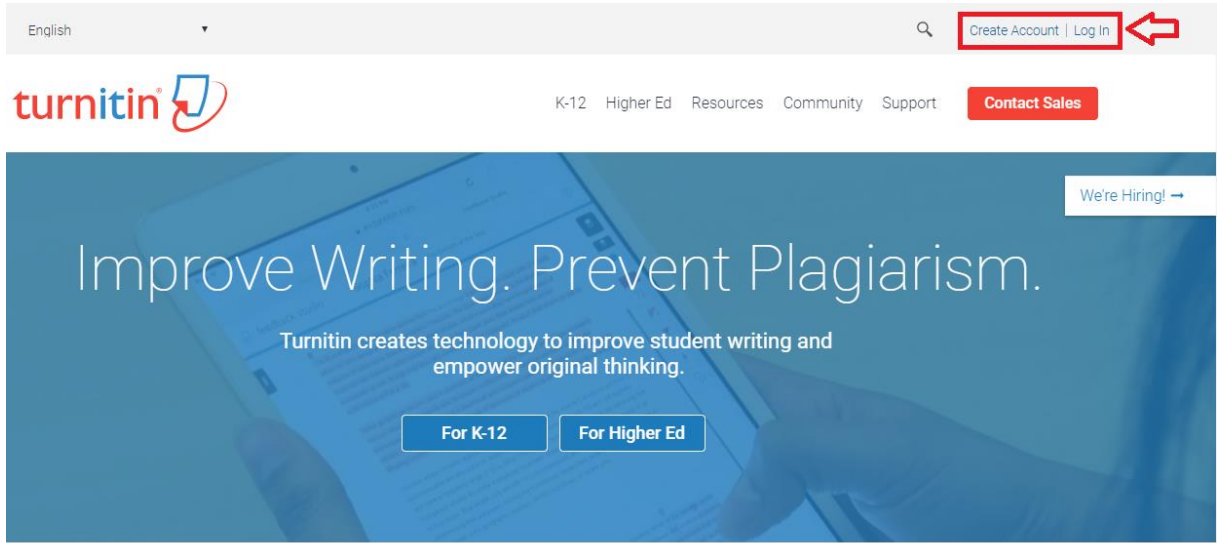 English
Create Account | Log In
turnitin®
K-12 Higher Ed Resources Community Support Contact Sales
We're Hiring! →
Improve Writing. Prevent Plagiarism.
Turnitin creates technology to improve student writing and
empower original thinking.
For K-12 For Higher Ed